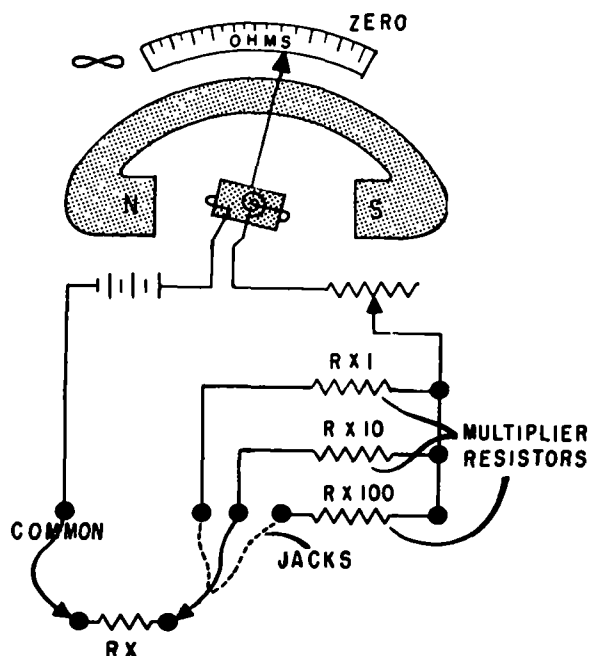 ZERO
∞
OHMS
N
S
R X 1
R X 10
MULTIPLIER
RESISTORS
R X 100
COMMON
JACKS
RX